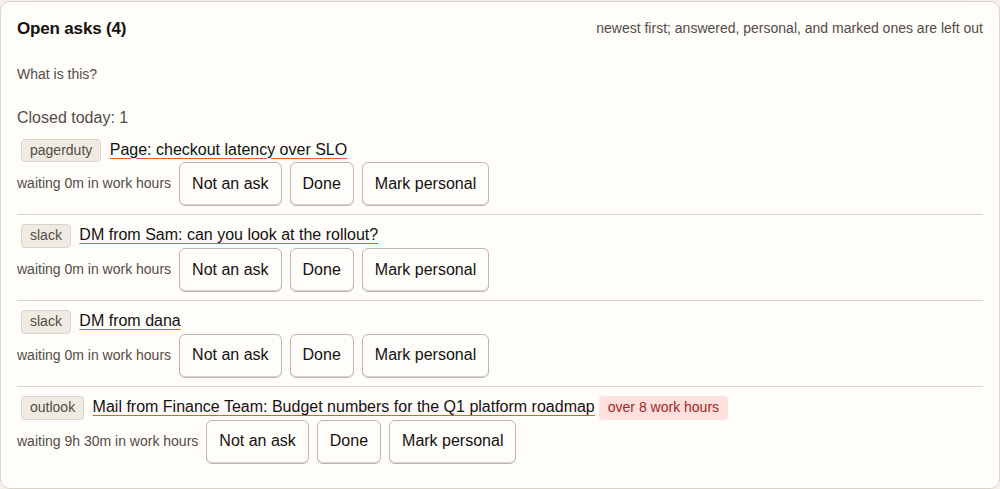 Open asks (4) newest first; answered, personal, and marked ones are left out
What is this?
Closed today: 1
pagerduty Page: checkout latency over SLO
waiting 0m in work hours Not an ask Done Mark personal
slack DM from Sam: can you look at the rollout?
waiting 0m in work hours Not an ask Done Mark personal
slack DM from dana
waiting 0m in work hours Not an ask Done Mark personal
outlook Mail from Finance Team: Budget numbers for the Q1 platform roadmap over 8 work hours
waiting 9h 30m in work hours Not an ask Done Mark personal